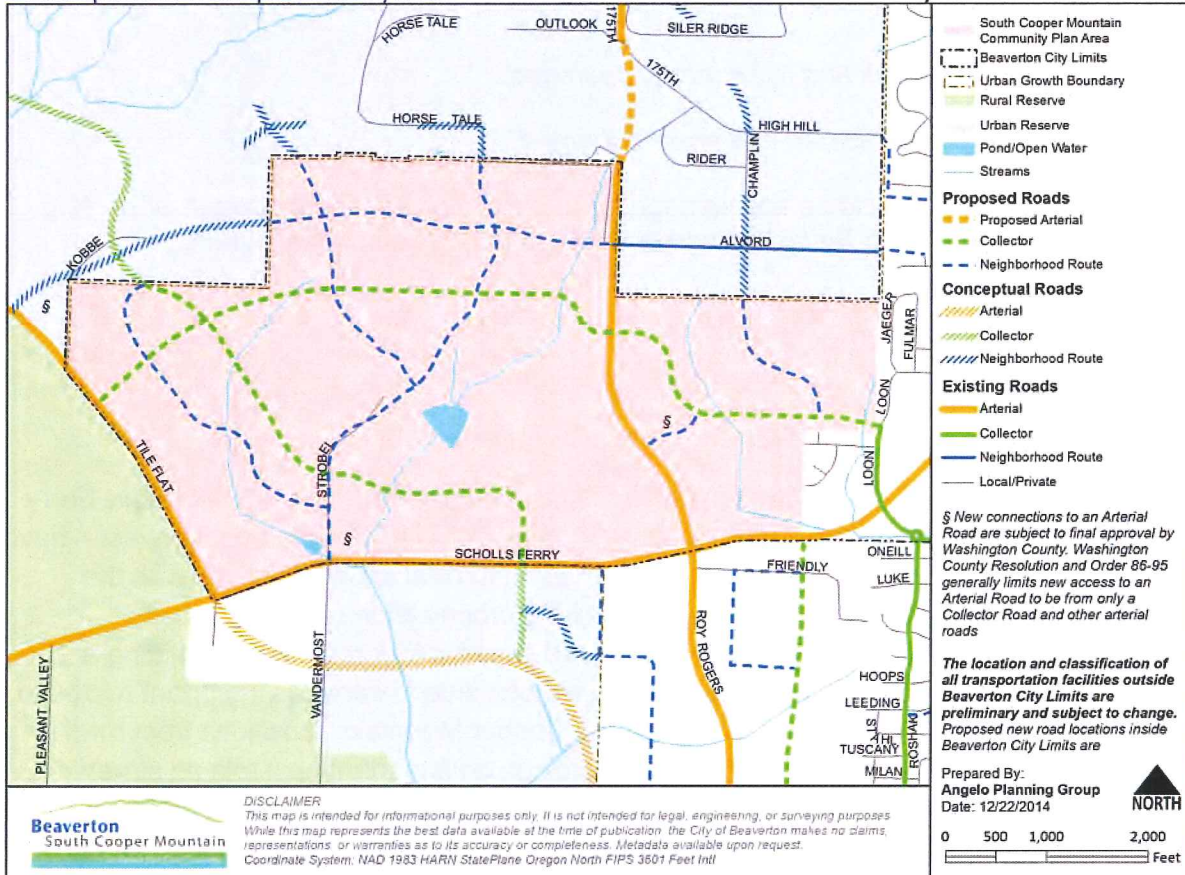 HORSE TALE
OUTLOOK
175TH
SILER RIDGE
175TH
HORSE TALE
HIGH HILL
RIDER
CHAMPLIN
KOBBE
ALVORD
§
JAEGER
FULMAR
LOON
§
TILE FLAT
STROBEL
LOON
§
SCHOLLS FERRY
ONEILL
FRIENDLY
LUKE
ROY ROGERS
VANDERMOST
PLEASANT VALLEY
HOOPS
LEEDING
TUSCANY
MILAN
ROSHAK
South Cooper Mountain
Community Plan Area
Beaverton City Limits
Urban Growth Boundary
Rural Reserve
Urban Reserve
Pond/Open Water
Streams
Proposed Roads
Proposed Arterial
Collector
Neighborhood Route
Conceptual Roads
Arterial
Collector
Neighborhood Route
Existing Roads
Arterial
Collector
Neighborhood Route
Local/Private
§ New connections to an Arterial
Road are subject to final approval by
Washington County. Washington
County Resolution and Order 86-95
generally limits new access to an
Arterial Road to be from only a
Collector Road and other arterial
roads
The location and classification of
all transportation facilities outside
Beaverton City Limits are
preliminary and subject to change.
Proposed new road locations inside
Beaverton City Limits are
Prepared By:
Angelo Planning Group
Date: 12/22/2014
NORTH
0 500 1,000 2,000
Feet
Beaverton
South Cooper Mountain
DISCLAIMER
This map is intended for informational purposes only. It is not intended for legal, engineering, or surveying purposes
While this map represents the best data available at the time of publication, the City of Beaverton makes no claims,
representations, or warranties as to its accuracy or completeness. Metadata available upon request.
Coordinate System: NAD 1983 HARN StatePlane Oregon North FIPS 3601 Feet Intl